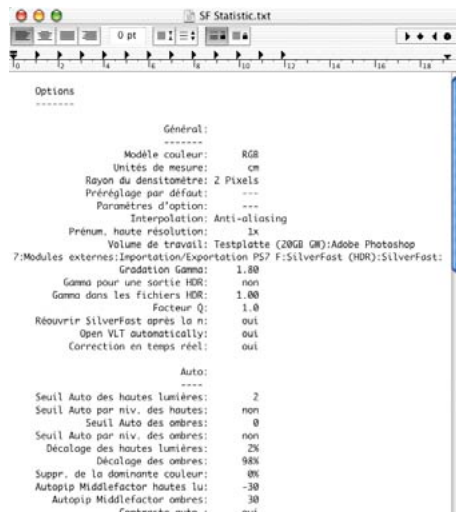 SF Statistic.txt
0 pt
0 2 4 6 8 10 12 14 16 18
Options
-------
Général:
-------
Modèle couleur: RGB
Unités de mesure: cm
Rayon du densitomètre: 2 Pixels
Préréglage par défaut: ---
Paramètres d'option: ---
Interpolation: Anti-aliasing
Prénum. haute résolution: 1x
Volume de travail: Testplatte (20GB GW):Adobe Photoshop
7:Modules externes:Importation/Exportation PS7 F:SilverFast (HDR):SilverFast:
Gradation Gamma: 1.80
Gamma pour une sortie HDR: non
Gamma dans les fichiers HDR: 1.00
Facteur Q: 1.0
Réouvrir SilverFast après la n: oui
Open VLT automatically: oui
Correction en temps réel: oui
Auto:
----
Seuil Auto des hautes lumières: 2
Seuil Auto par niv. des hautes: non
Seuil Auto des ombres: 0
Seuil Auto par niv. des ombres: non
Décalage des hautes lumières: 2%
Décalage des ombres: 98%
Suppr. de la dominante couleur: 0%
Autopip Middlefactor hautes lu: -30
Autopip Middlefactor ombres: 30
Contraste auto : oui